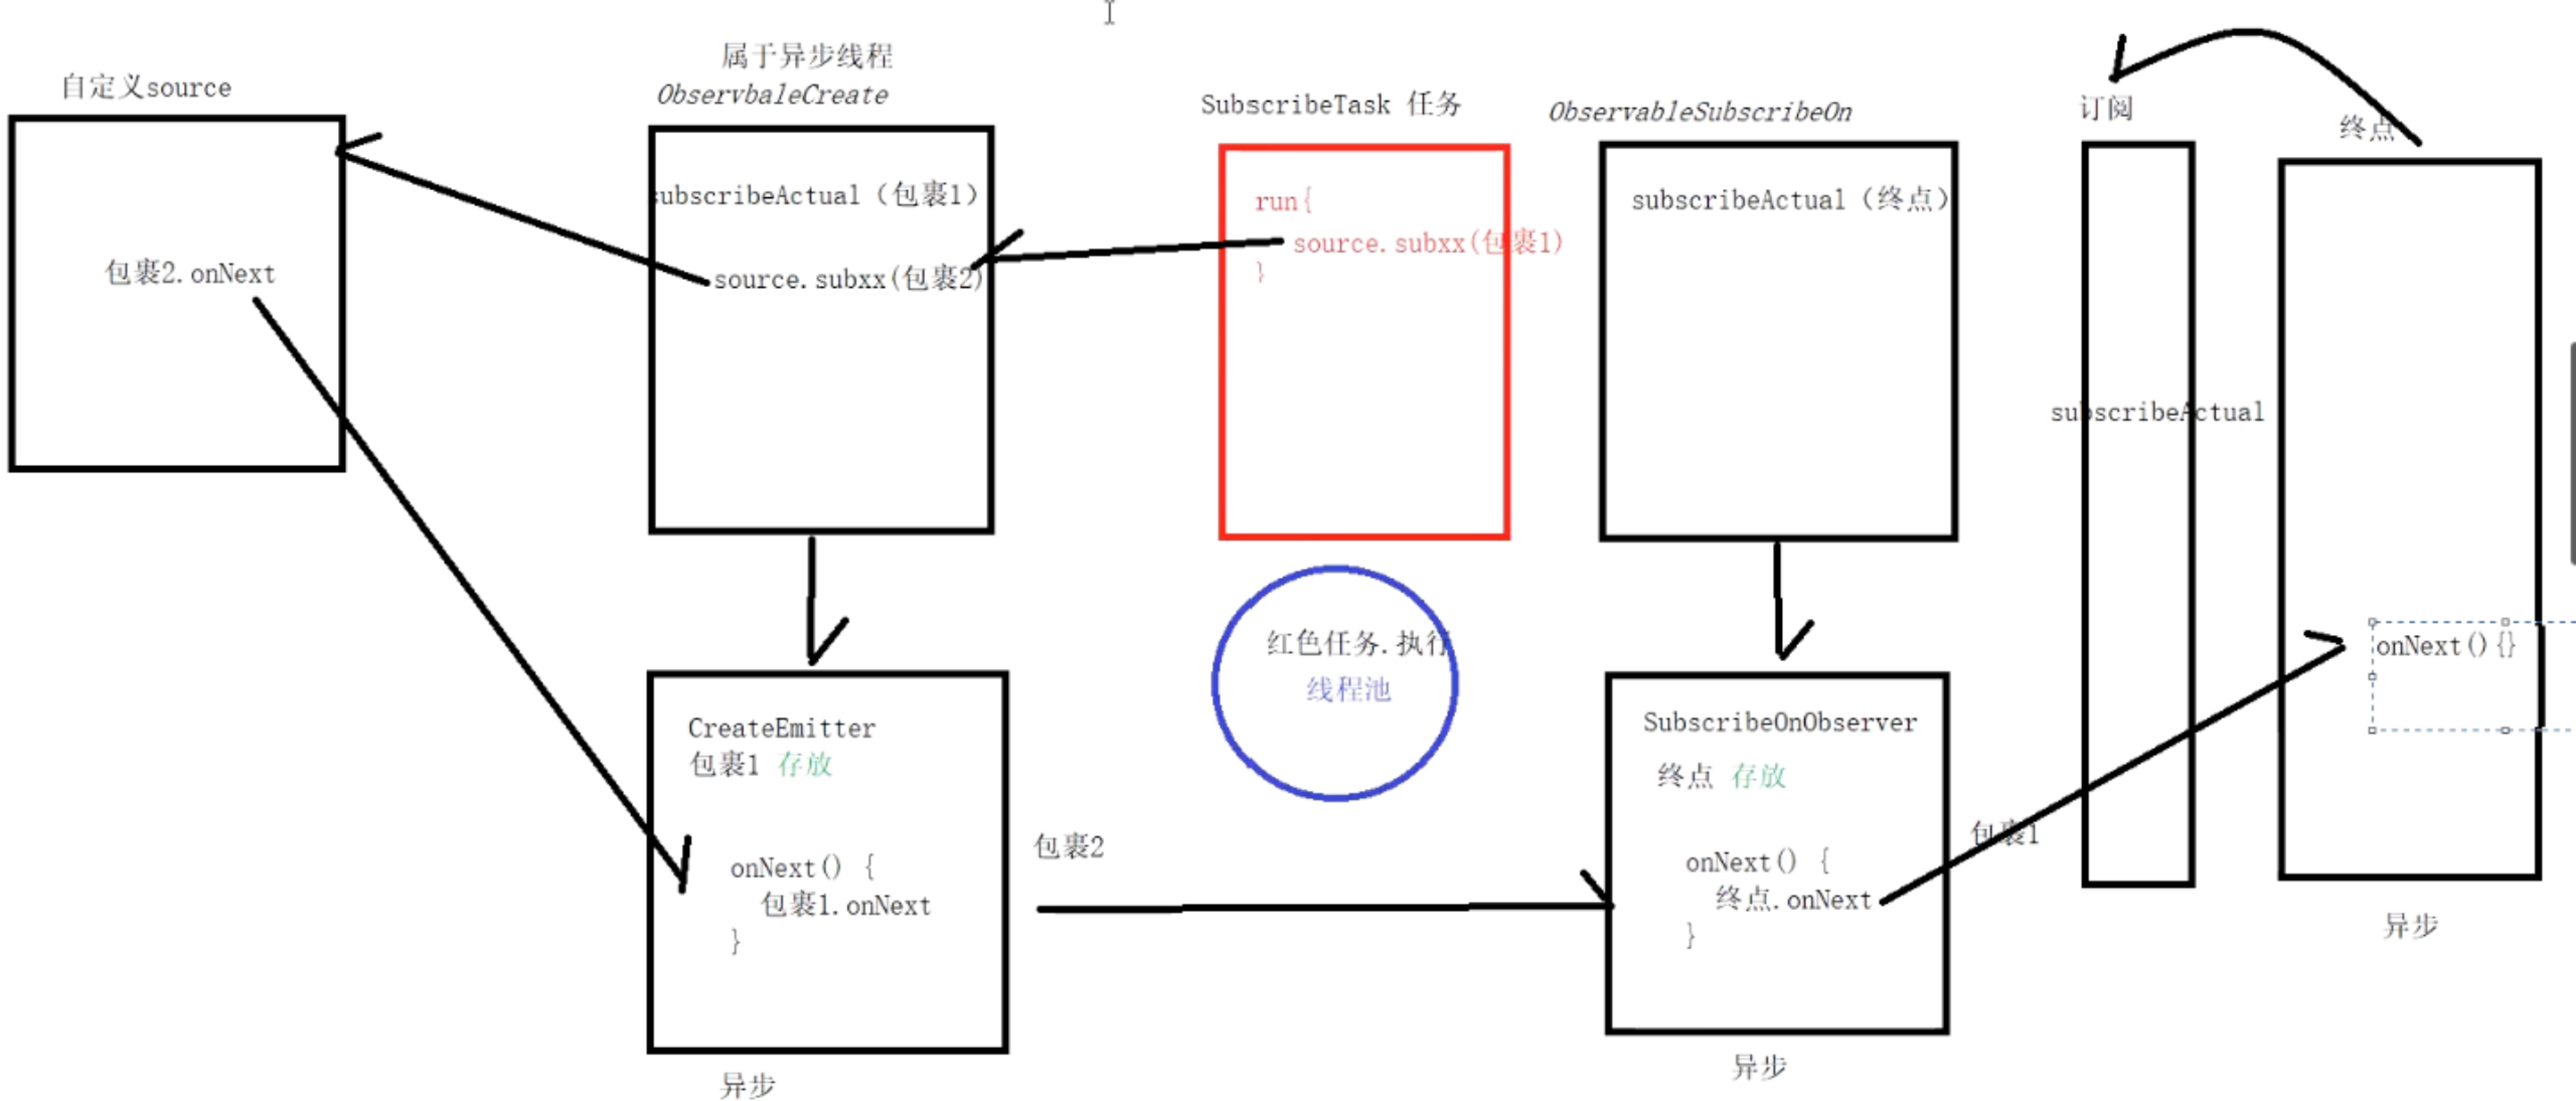 自定义source
包裹2.onNext
属于异步线程
ObservbaleCreate
subscribeActual（包裹1）
source.subxx(包裹2)
SubscribeTask 任务
run{
source.subxx(包裹1)
}
ObservableSubscribeOn
subscribeActual（终点）
订阅
subscribeActual
终点
onNext(){}
异步
红色任务.执行
线程池
CreateEmitter
包裹1 存放
onNext() {
包裹1.onNext
}
异步
包裹2
SubscribeOnObserver
终点 存放
onNext() {
终点.onNext
}
异步
包裹1